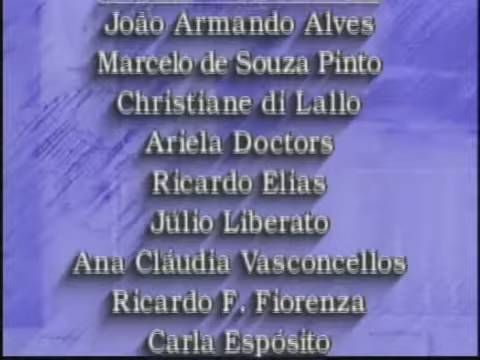 João Armando Alves
Marcelo de Souza Pinto
Christiane di Lallo
Ariela Doctors
Ricardo Elias
Júlio Liberato
Ana Cláudia Vasconcellos
Ricardo F. Fiorenza
Carla Espósito